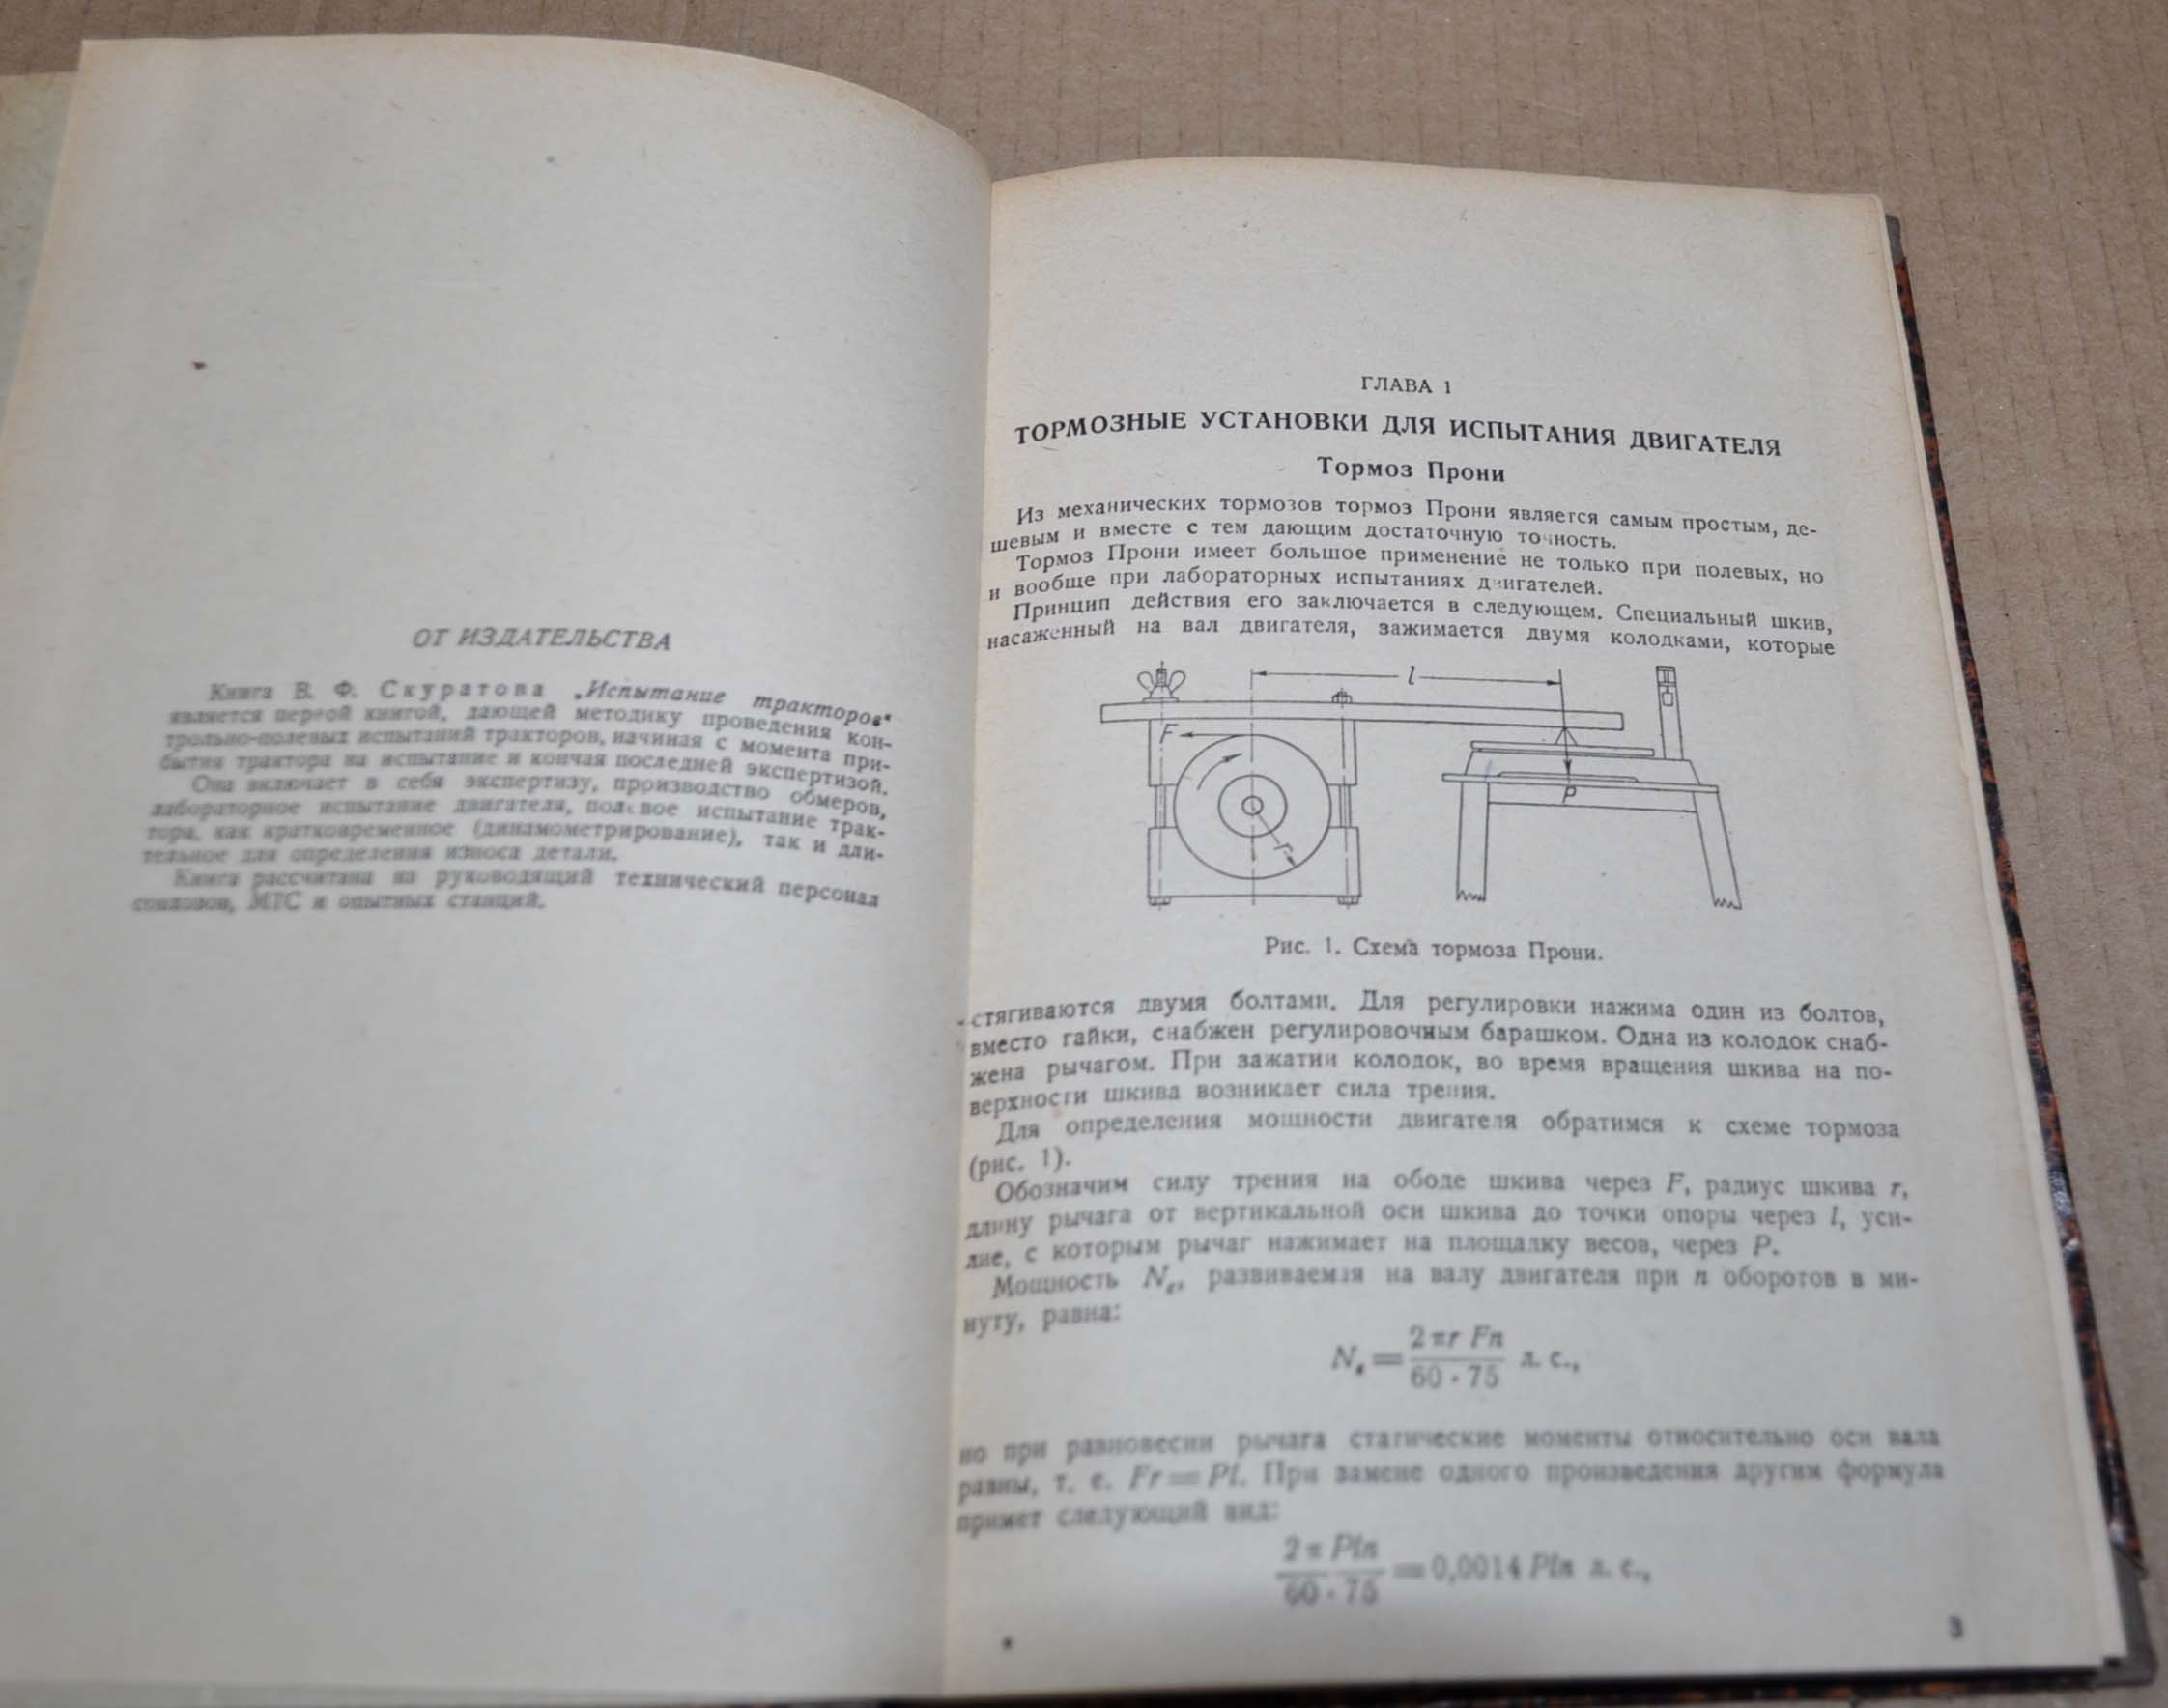 ОТ ИЗДАТЕЛЬСТВА
Книга В. Ф. Скуратова „Испытание тракторов“
является первой книгой, дающей методику проведения кон-
трольно-полевых испытаний тракторов, начиная с момента при-
бытия трактора на испытание и кончая последней экспертизой.
Она включает в себя экспертизу, производство обмеров,
лабораторное испытание двигателя, полевое испытание трак-
тора, как кратковременное (динамометрирование), так и дли-
тельное для определения износа детали.
Книга рассчитана на руководящий технический персонал
совхозов, МТС и опытных станций.
ГЛАВА 1
ТОРМОЗНЫЕ УСТАНОВКИ ДЛЯ ИСПЫТАНИЯ ДВИГАТЕЛЯ
Тормоз Прони
Из механических тормозов тормоз Прони является самым простым, де-
шевым и вместе с тем дающим достаточную точность.
Тормоз Прони имеет большое применение не только при полевых, но
и вообще при лабораторных испытаниях двигателей.
Принцип действия его заключается в следующем. Специальный шкив,
насаженный на вал двигателя, зажимается двумя колодками, которые
l
F
P
r
Рис. 1. Схема тормоза Прони.
стягиваются двумя болтами. Для регулировки нажима один из болтов,
вместо гайки, снабжен регулировочным барашком. Одна из колодок снаб-
жена рычагом. При зажатии колодок, во время вращения шкива на по-
верхности шкива возникает сила трения.
Для определения мощности двигателя обратимся к схеме тормоза
(рис. 1).
Обозначим силу трения на ободе шкива через F, радиус шкива r,
длину рычага от вертикальной оси шкива до точки опоры через l, уси-
лие, с которым рычаг нажимает на площадку весов, через P.
Мощность Nₑ, развиваемая на валу двигателя при n оборотов в ми-
нуту, равна:
Nₑ = 2 πr Fn / 60 · 75 л. с.,
но при равновесии рычага статические моменты относительно оси вала
равны, т. е. Fr = Pl. При замене одного произведения другим формула
примет следующий вид:
2 π Pln / 60 · 75 = 0,0014 Pln л. с.,
*
3